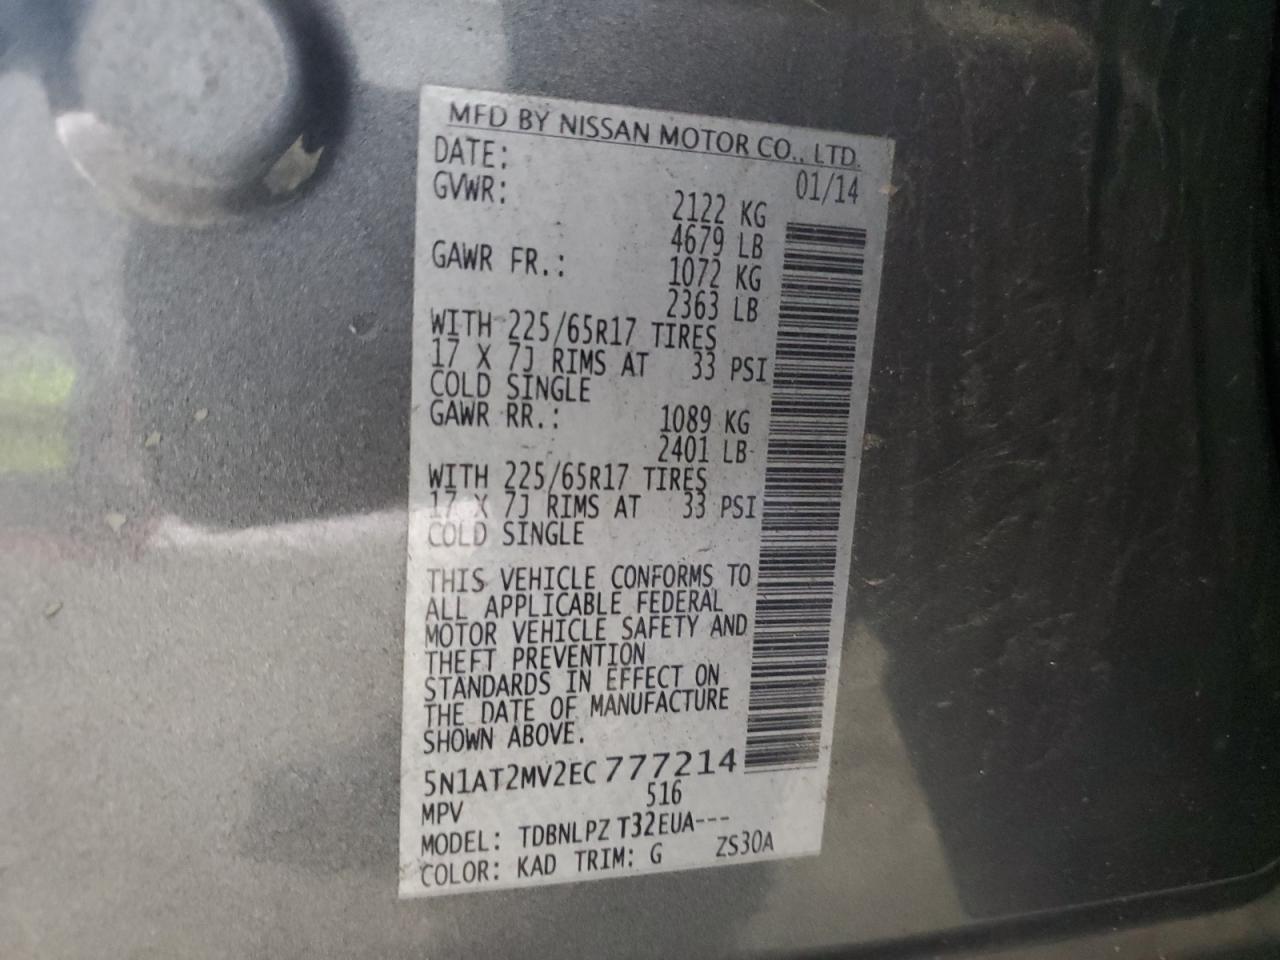 MFD BY NISSAN MOTOR CO., LTD.
DATE: 01/14
GVWR: 2122 KG
4679 LB
GAWR FR.: 1072 KG
2363 LB
WITH 225/65R17 TIRES
17 X 7J RIMS AT 33 PSI
COLD SINGLE
GAWR RR.: 1089 KG
2401 LB
WITH 225/65R17 TIRES
17 X 7J RIMS AT 33 PSI
COLD SINGLE
THIS VEHICLE CONFORMS TO
ALL APPLICABLE FEDERAL
MOTOR VEHICLE SAFETY AND
THEFT PREVENTION
STANDARDS IN EFFECT ON
THE DATE OF MANUFACTURE
SHOWN ABOVE.
5N1AT2MV2EC777214
MPV 516
MODEL: TDBNLPZ T32EUA---
COLOR: KAD TRIM: G ZS30A